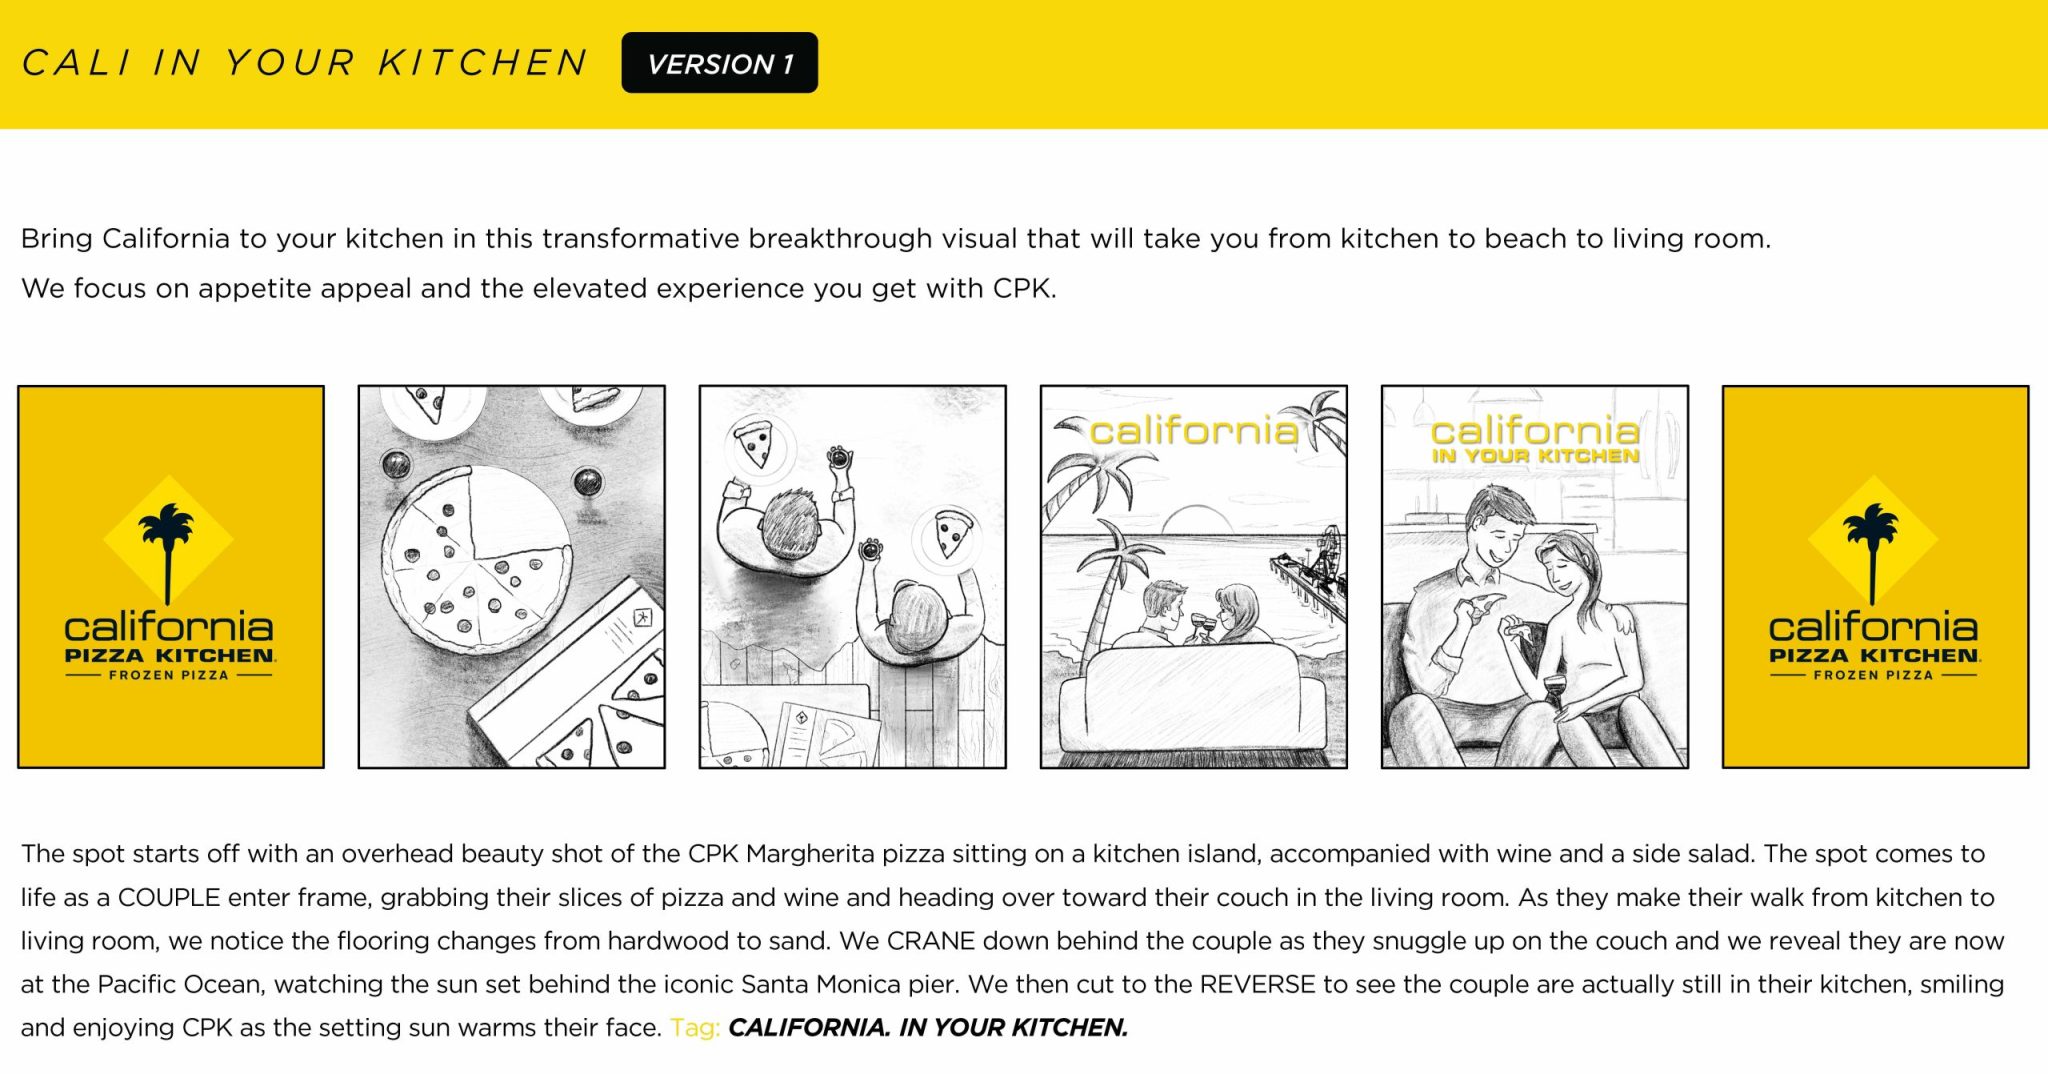 CALI IN YOUR KITCHEN
VERSION 1
Bring California to your kitchen in this transformative breakthrough visual that will take you from kitchen to beach to living room.
We focus on appetite appeal and the elevated experience you get with CPK.
california
PIZZA KITCHEN.
FROZEN PIZZA
california
california
IN YOUR KITCHEN
california
PIZZA KITCHEN.
FROZEN PIZZA
The spot starts off with an overhead beauty shot of the CPK Margherita pizza sitting on a kitchen island, accompanied with wine and a side salad. The spot comes to
life as a COUPLE enter frame, grabbing their slices of pizza and wine and heading over toward their couch in the living room. As they make their walk from kitchen to
living room, we notice the flooring changes from hardwood to sand. We CRANE down behind the couple as they snuggle up on the couch and we reveal they are now
at the Pacific Ocean, watching the sun set behind the iconic Santa Monica pier. We then cut to the REVERSE to see the couple are actually still in their kitchen, smiling
and enjoying CPK as the setting sun warms their face. Tag: CALIFORNIA. IN YOUR KITCHEN.